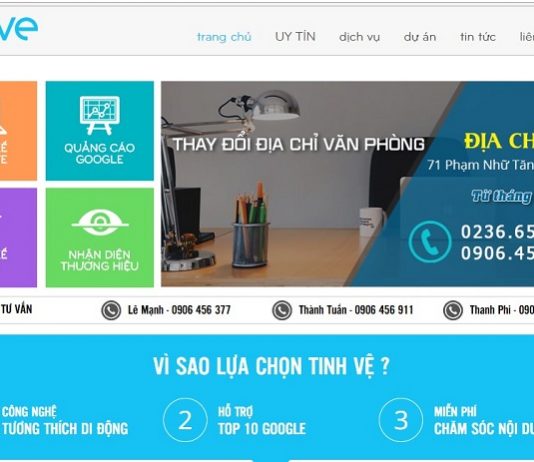 ve
trang chủ UY TÍN dịch vụ dự án tin tức
QUẢNG CÁO
GOOGLE
NHẬN DIỆN
THƯƠNG HIỆU
THAY ĐỔI ĐỊA CHỈ VĂN PHÒNG
ĐỊA CH
71 Phạm Như Tăn
Từ tháng
0236.65
0906.45
TƯ VẤN
Lê Mạnh - 0906 456 377
Thành Tuấn - 0906 456 911
Thanh Phi - 090
VÌ SAO LỰA CHỌN TINH VỆ ?
CÔNG NGHỆ
TƯƠNG THÍCH DI ĐỘNG
2
HỖ TRỢ
TOP 10 GOOGLE
3
MIỄN PHÍ
CHĂM SÓC NỘI DU